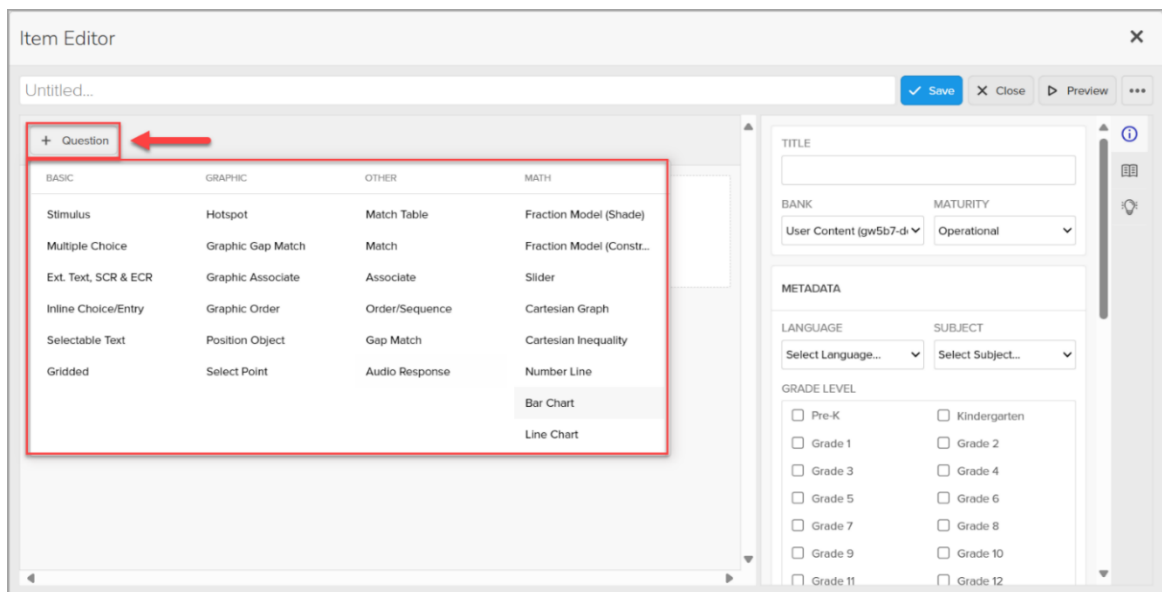 Item Editor
Untitled...
Save
Close
Preview
+ Question
BASIC GRAPHIC OTHER MATH
Stimulus Hotspot Match Table Fraction Model (Shade)
Multiple Choice Graphic Gap Match Match Fraction Model (Constr...
Ext. Text, SCR & ECR Graphic Associate Associate Slider
Inline Choice/Entry Graphic Order Order/Sequence Cartesian Graph
Selectable Text Position Object Gap Match Cartesian Inequality
Gridded Select Point Audio Response Number Line
Bar Chart
Line Chart
TITLE
BANK MATURITY
User Content (gw5b7-d Operational
METADATA
LANGUAGE SUBJECT
Select Language... Select Subject...
GRADE LEVEL
Pre-K Kindergarten
Grade 1 Grade 2
Grade 3 Grade 4
Grade 5 Grade 6
Grade 7 Grade 8
Grade 9 Grade 10
Grade 11 Grade 12